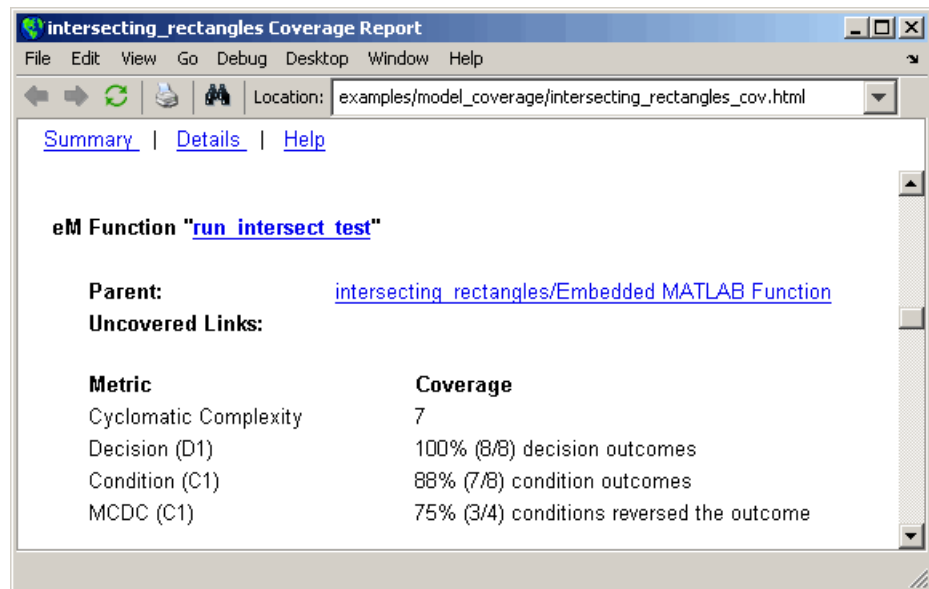 intersecting_rectangles Coverage Report
File Edit View Go Debug Desktop Window Help
Location: examples/model_coverage/intersecting_rectangles_cov.html
Summary | Details | Help
eM Function "run_intersect_test"
Parent: intersecting_rectangles/Embedded MATLAB Function
Uncovered Links:
Metric Coverage
Cyclomatic Complexity 7
Decision (D1) 100% (8/8) decision outcomes
Condition (C1) 88% (7/8) condition outcomes
MCDC (C1) 75% (3/4) conditions reversed the outcome